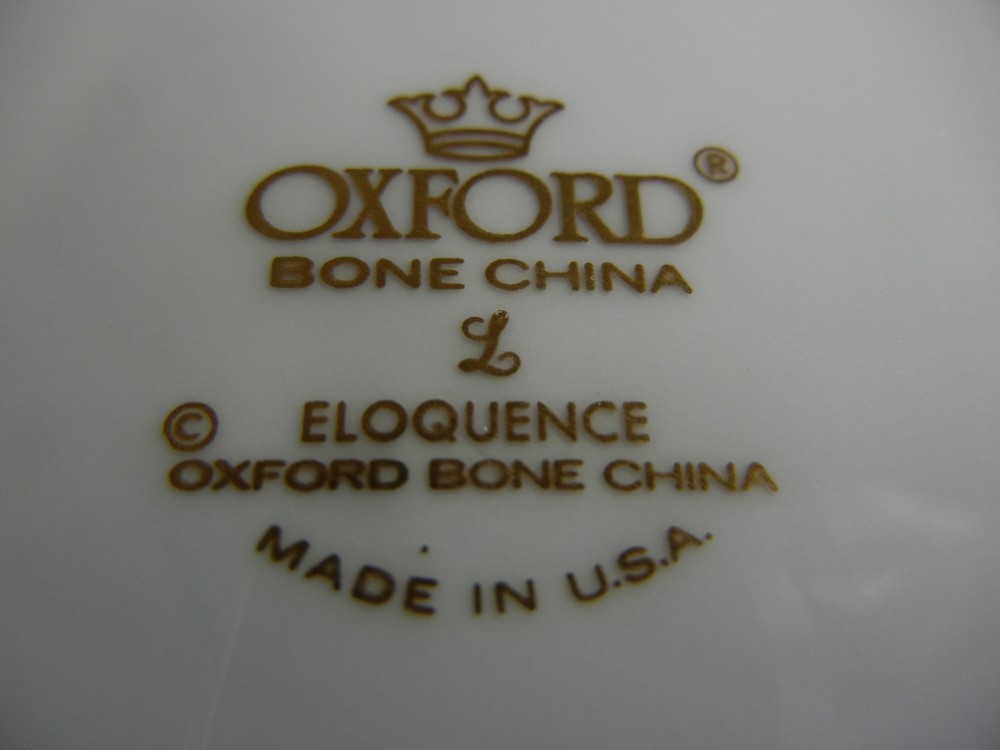 OXFORD®
BONE CHINA
L
© ELOQUENCE
OXFORD BONE CHINA
MADE IN U.S.A.